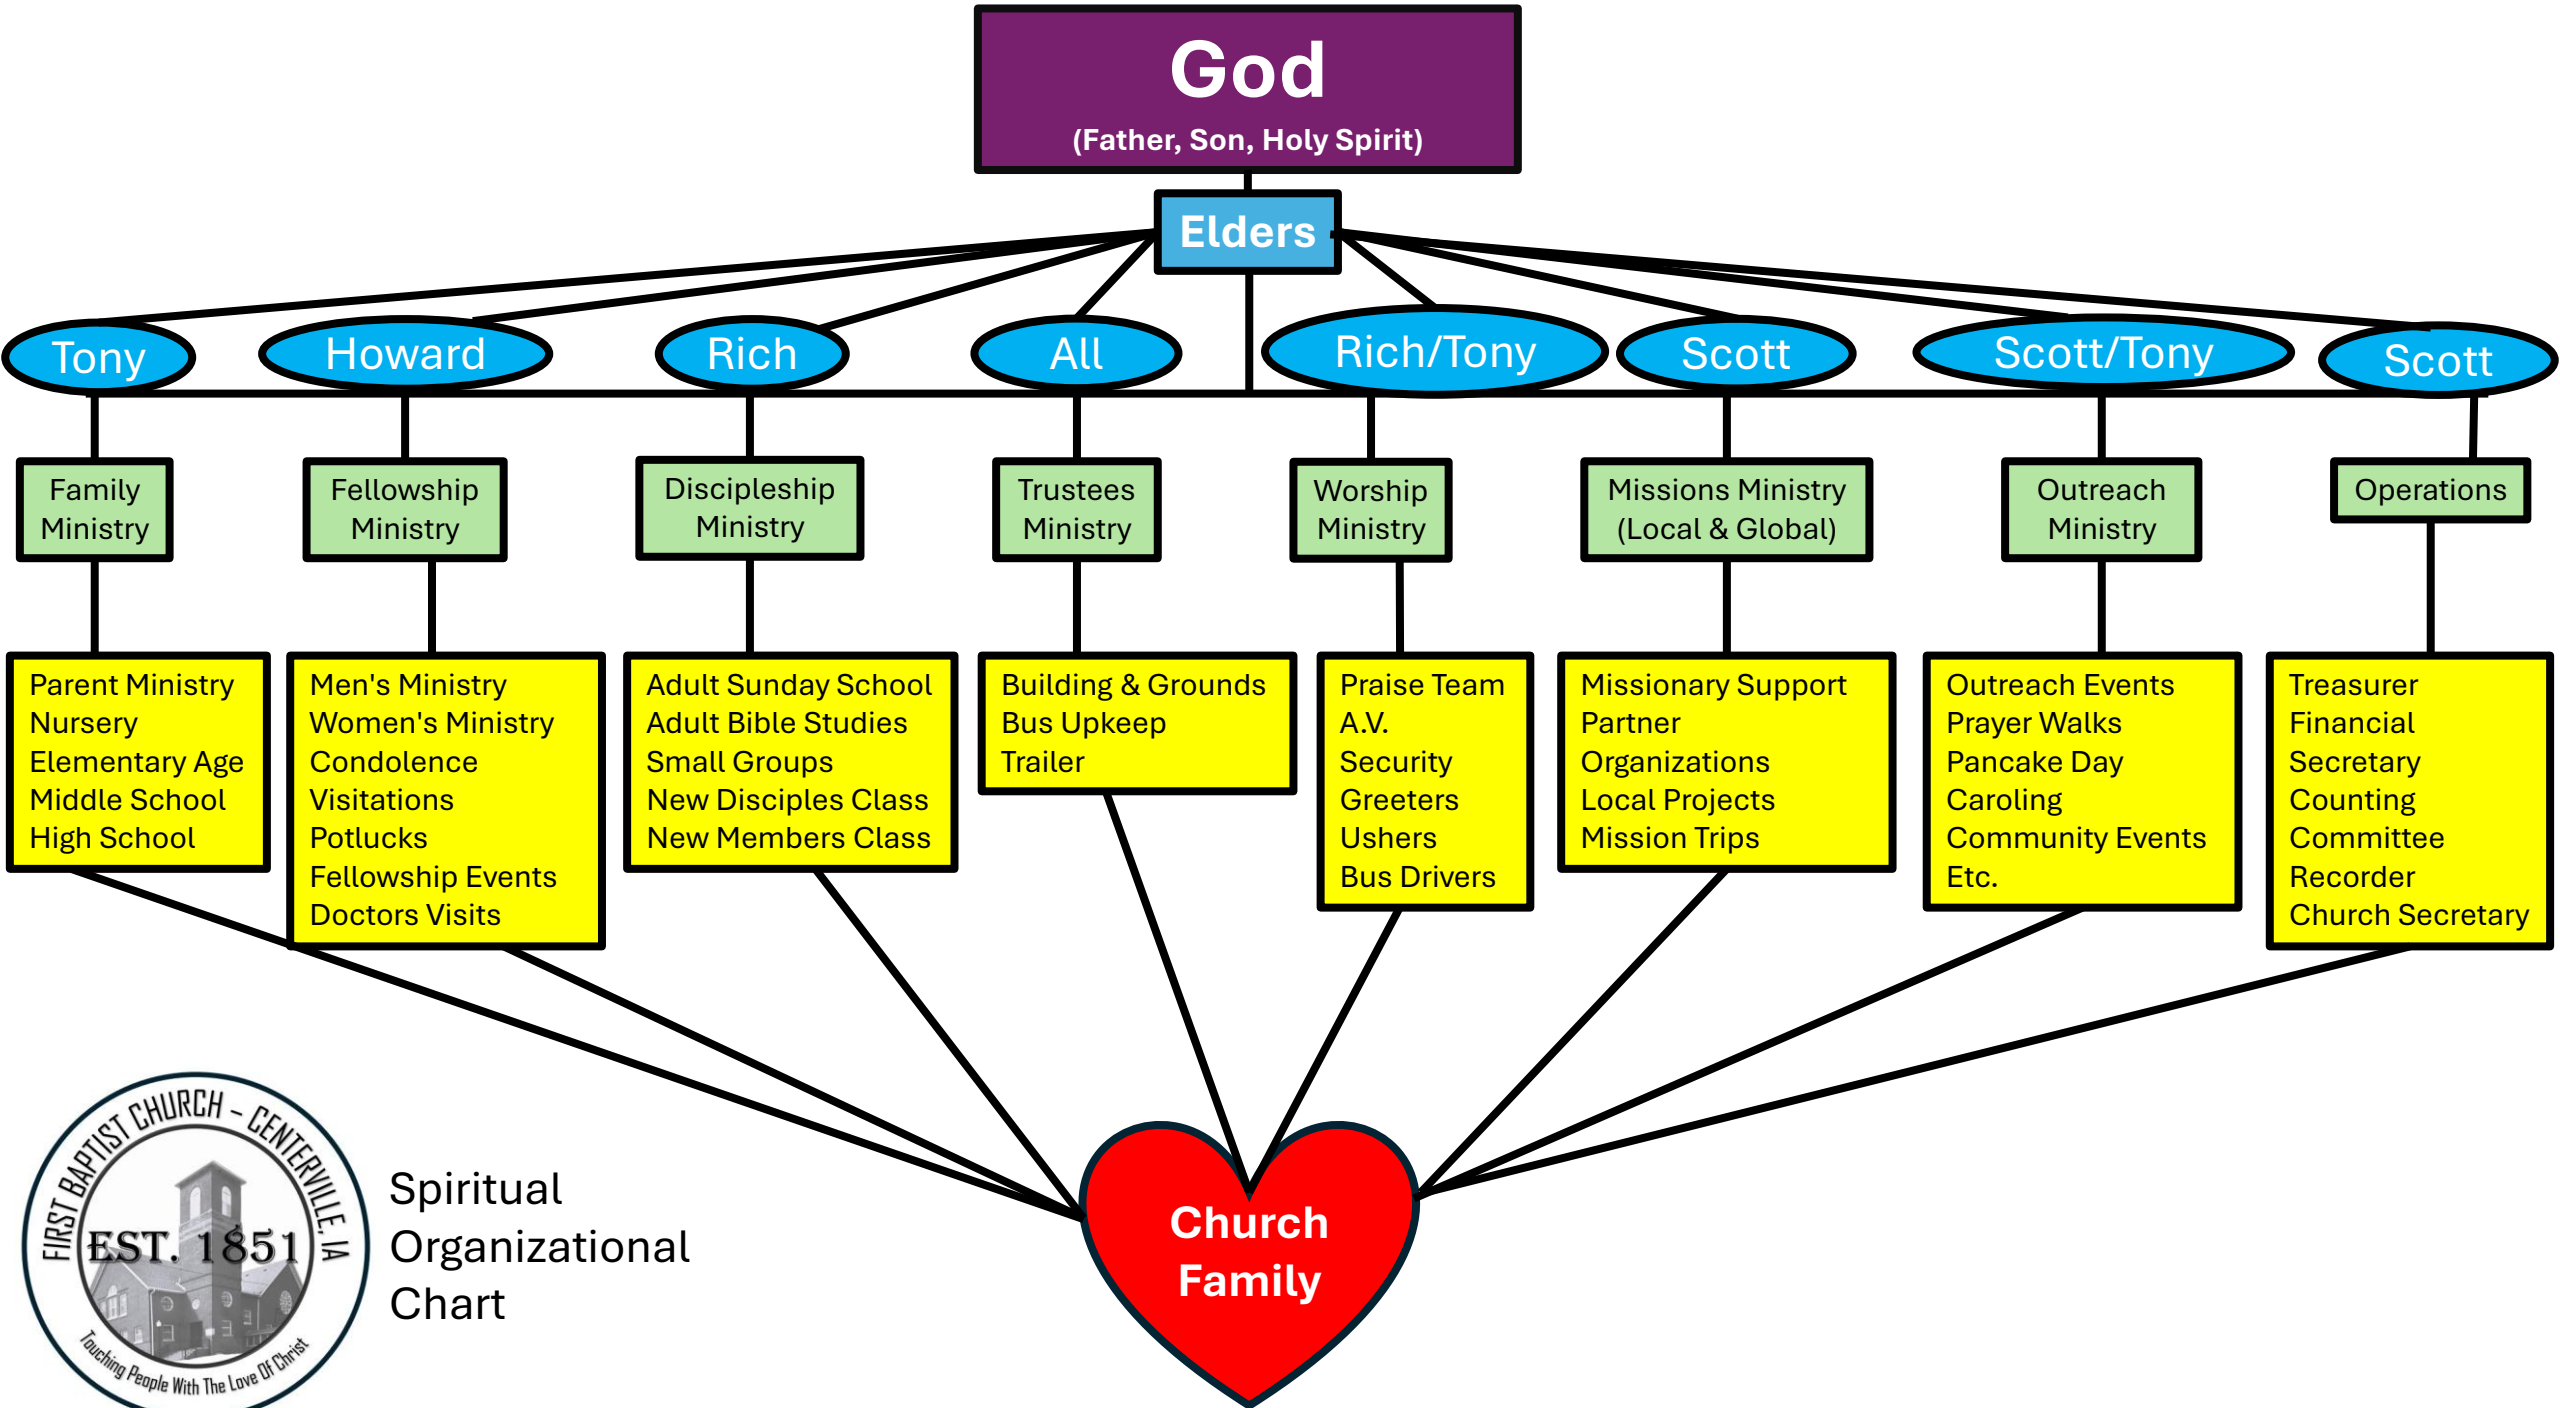 God
(Father, Son, Holy Spirit)
Elders
Tony
Howard
Rich
All
Rich/Tony
Scott
Scott/Tony
Scott
Family
Ministry
Fellowship
Ministry
Discipleship
Ministry
Trustees
Ministry
Worship
Ministry
Missions Ministry
(Local & Global)
Outreach
Ministry
Operations
Parent Ministry
Nursery
Elementary Age
Middle School
High School
Men's Ministry
Women's Ministry
Condolence
Visitations
Potlucks
Fellowship Events
Doctors Visits
Adult Sunday School
Adult Bible Studies
Small Groups
New Disciples Class
New Members Class
Building & Grounds
Bus Upkeep
Trailer
Praise Team
A.V.
Security
Greeters
Ushers
Bus Drivers
Missionary Support
Partner
Organizations
Local Projects
Mission Trips
Outreach Events
Prayer Walks
Pancake Day
Caroling
Community Events
Etc.
Treasurer
Financial
Secretary
Counting
Committee
Recorder
Church Secretary
Church
Family
FIRST BAPTIST CHURCH – CENTERVILLE, IA
EST. 1851
Touching People With The Love Of Christ
Spiritual
Organizational
Chart